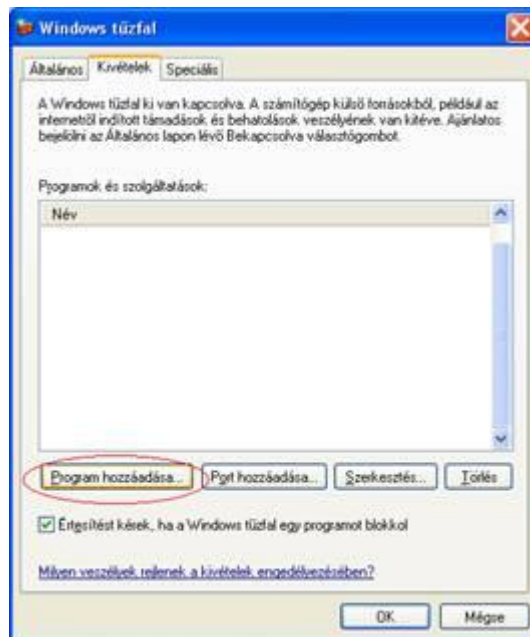 Windows tűzfal
Általános Kivételek Speciális
A Windows tűzfal ki van kapcsolva. A számítógép külső forrásokból, például az
internetről indított támadások és behatolások veszélyének van kitéve. Ajánlatos
bejelölni az Általános lapon lévő Bekapcsolva választógombot.
Programok és szolgáltatások:
Név
Program hozzáadása... Port hozzáadása... Szerkesztés... Törlés
Értesítést kérek, ha a Windows tűzfal egy programot blokkol
Milyen veszélyek rejlenek a kivételek engedélyezésében?
OK Mégse